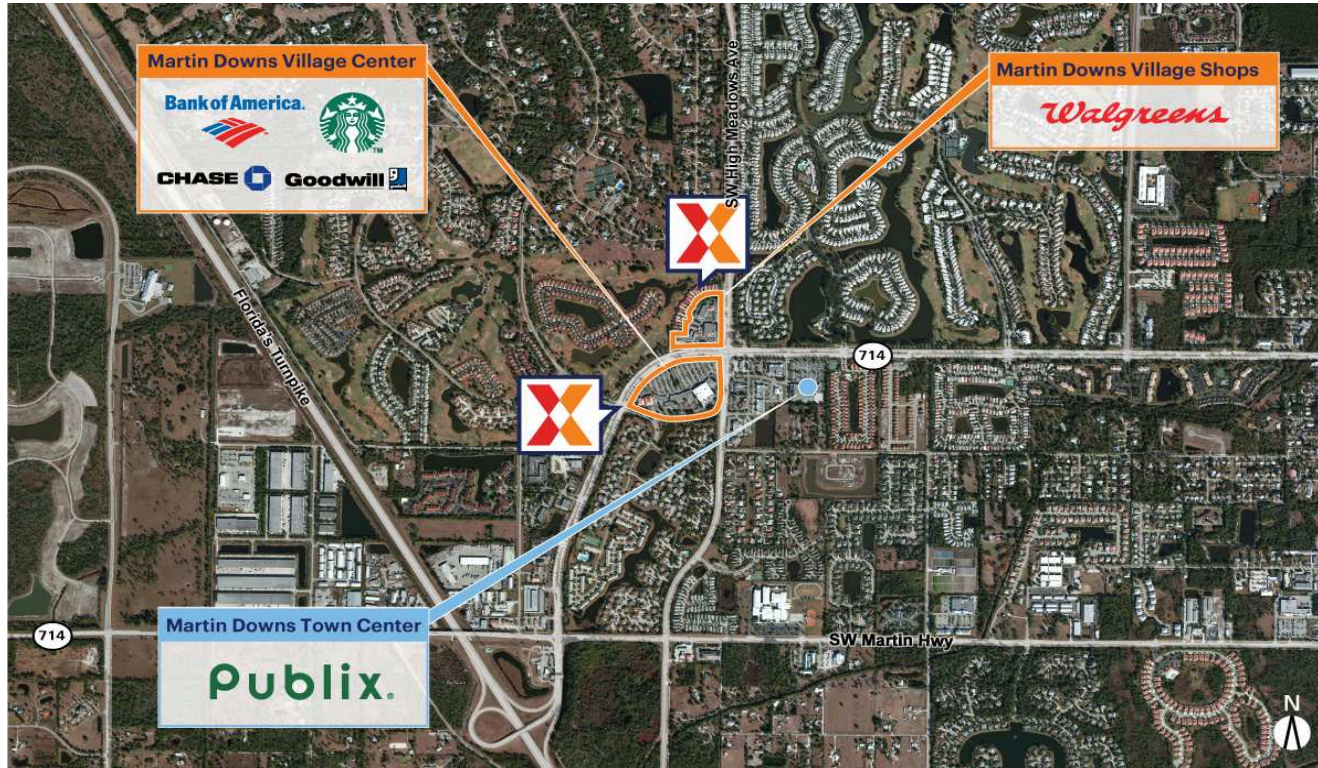 Martin Downs Village Center
Bank of America.
TM
CHASE
Goodwill
SW High Meadows Ave
Martin Downs Village Shops
Walgreens
Florida's Turnpike
714
Martin Downs Town Center
Publix.
714
SW Martin Hwy
N